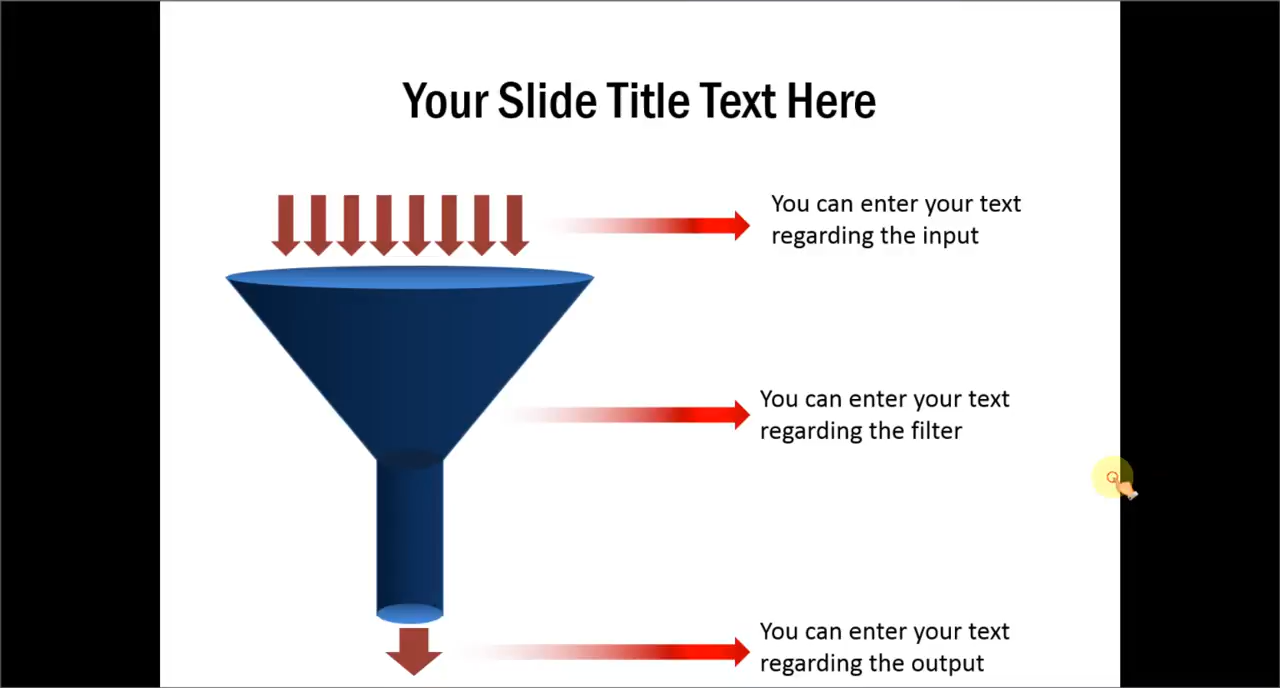 Your Slide Title Text Here
You can enter your text
regarding the input
You can enter your text
regarding the filter
You can enter your text
regarding the output